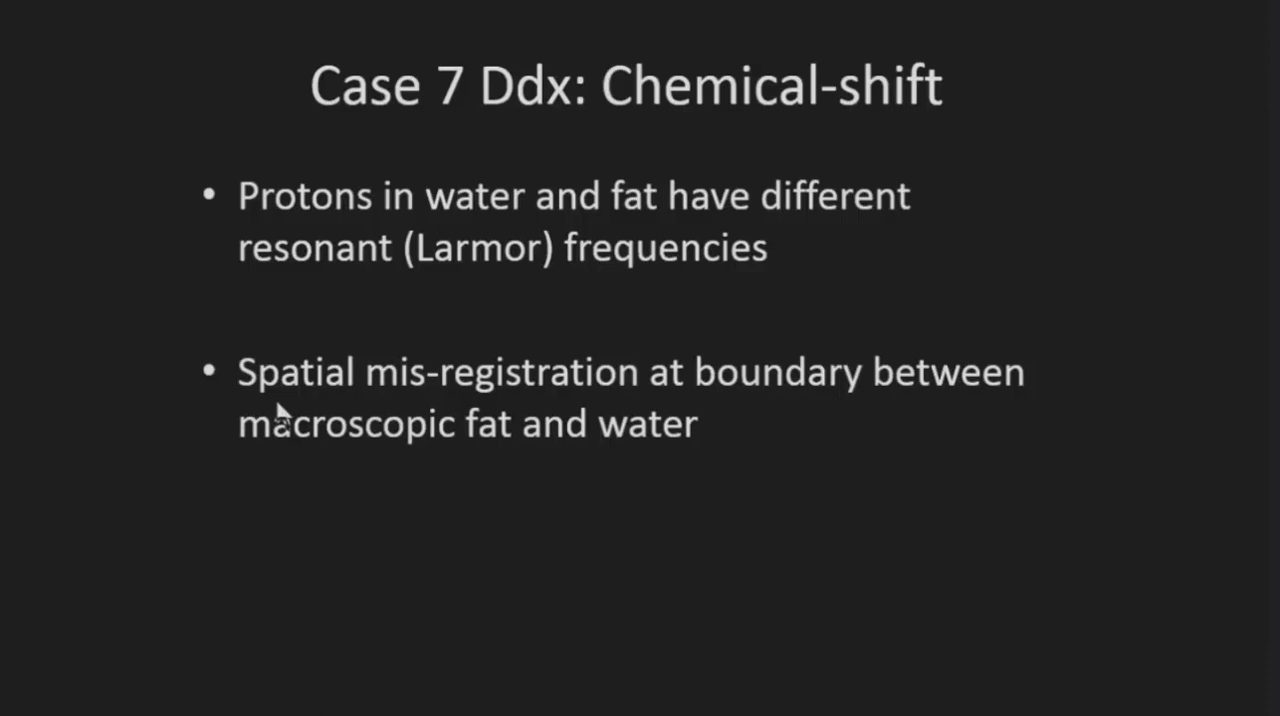 Case 7 Ddx: Chemical-shift
• Protons in water and fat have different
resonant (Larmor) frequencies
• Spatial mis-registration at boundary between
macroscopic fat and water